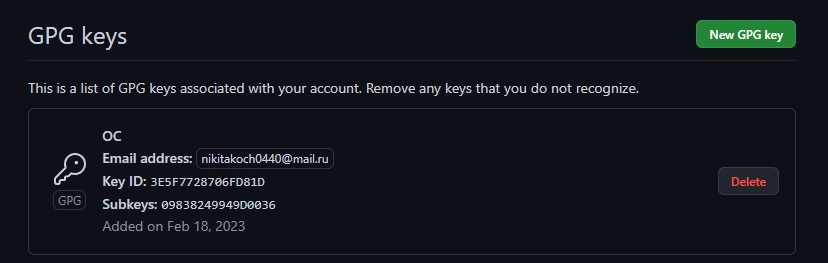 GPG keys
New GPG key
This is a list of GPG keys associated with your account. Remove any keys that you do not recognize.
OC
Email address: nikitakoch0440@mail.ru
Key ID: 3E5F7728706FD81D
Subkeys: 09838249949D0036
Added on Feb 18, 2023
GPG
Delete